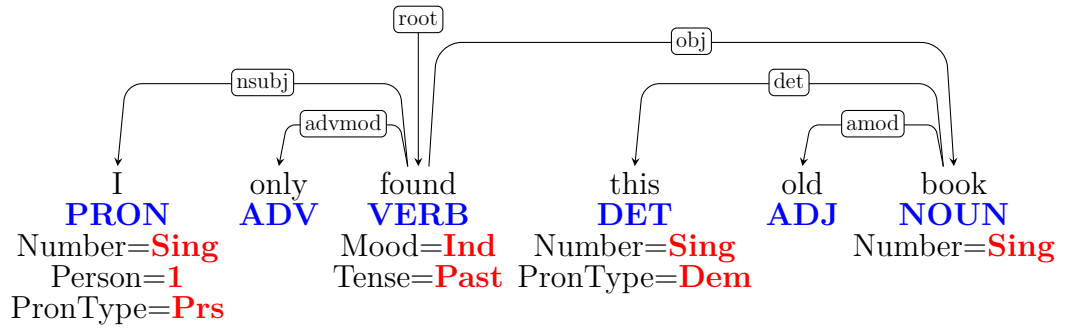 root
obj
nsubj
det
advmod
amod
I only found this old book
PRON ADV VERB DET ADJ NOUN
Number=Sing Mood=Ind Number=Sing Number=Sing
Person=1 Tense=Past PronType=Dem
PronType=Prs